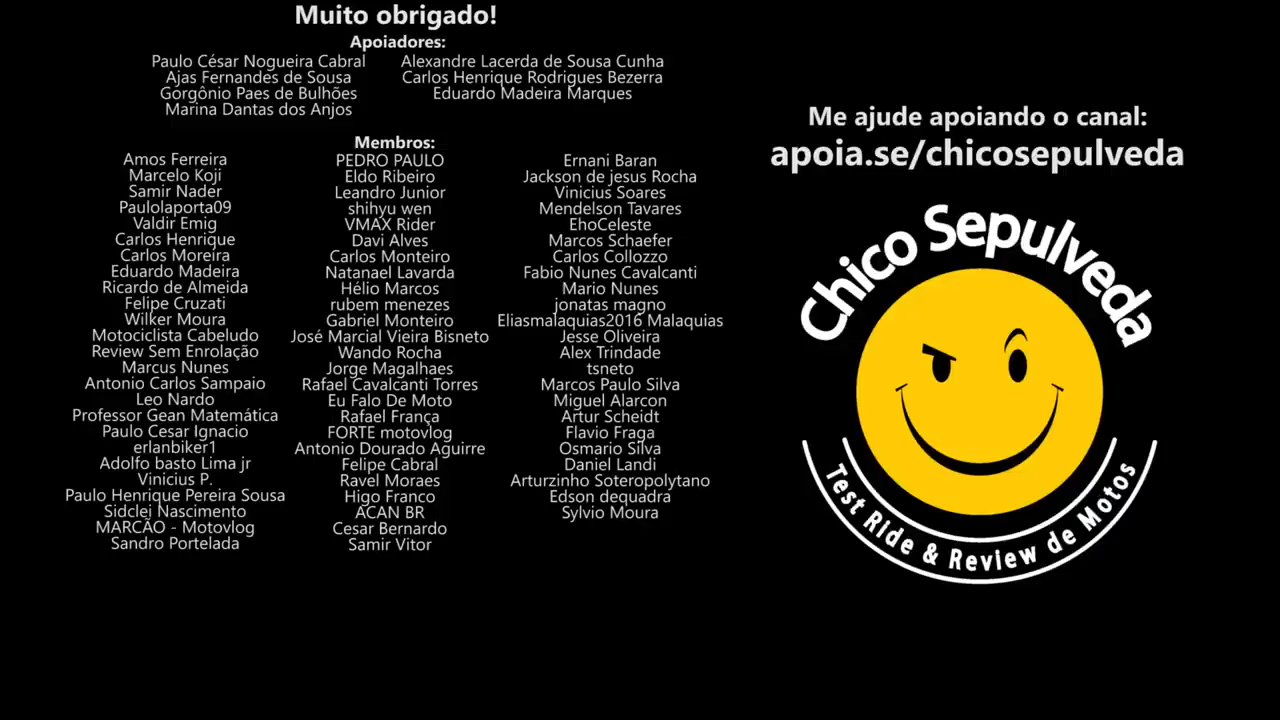 Muito obrigado!
Apoiadores:
Paulo César Nogueira Cabral
Ajas Fernandes de Sousa
Gorgônio Paes de Bulhões
Marina Dantas dos Anjos
Alexandre Lacerda de Sousa Cunha
Carlos Henrique Rodrigues Bezerra
Eduardo Madeira Marques
Membros:
Amos Ferreira
Marcelo Koji
Samir Nader
Paulolaporta09
Valdir Emig
Carlos Henrique
Carlos Moreira
Eduardo Madeira
Ricardo de Almeida
Felipe Cruzati
Wilker Moura
Motociclista Cabeludo
Review Sem Enrolação
Marcus Nunes
Antonio Carlos Sampaio
Leo Nardo
Professor Gean Matemática
Paulo Cesar Ignacio
erlanbiker1
Adolfo basto Lima jr
Vinicius P.
Paulo Henrique Pereira Sousa
Sidclei Nascimento
MARCÃO - Motovlog
Sandro Portelada
PEDRO PAULO
Eldo Ribeiro
Leandro Junior
shihyu wen
VMAX Rider
Davi Alves
Carlos Monteiro
Natanael Lavarda
Hélio Marcos
rubem menezes
Gabriel Monteiro
José Marcial Vieira Bisneto
Wando Rocha
Jorge Magalhaes
Rafael Cavalcanti Torres
Eu Falo De Moto
Rafael França
FORTE motovlog
Antonio Dourado Aguirre
Felipe Cabral
Ravel Moraes
Higo Franco
ACAN BR
Cesar Bernardo
Samir Vitor
Ernani Baran
Jackson de jesus Rocha
Vinicius Soares
Mendelson Tavares
EhoCeleste
Marcos Schaefer
Carlos Collozzo
Fabio Nunes Cavalcanti
Mario Nunes
jonatas magno
Eliasmalaquias2016 Malaquias
Jesse Oliveira
Alex Trindade
tsneto
Marcos Paulo Silva
Miguel Alarcon
Artur Scheidt
Flavio Fraga
Osmario Silva
Daniel Landi
Arturzinho Soteropolytano
Edson dequadra
Sylvio Moura
Me ajude apoiando o canal:
apoia.se/chicosepulveda
Chico Sepulveda
Test Ride & Review de Motos